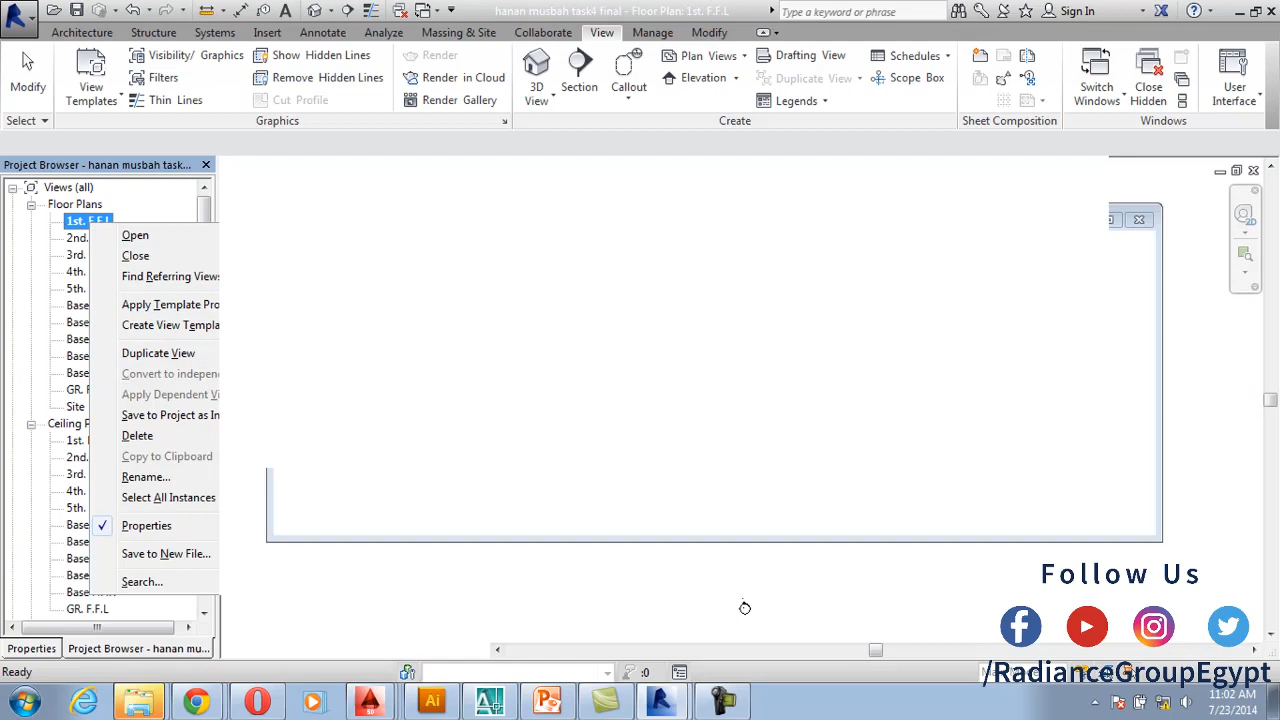 hanan musbah task4 final - Floor Plan: 1st. F.F.L
Type a keyword or phrase
Sign In
Architecture Structure Systems Insert Annotate Analyze Massing & Site Collaborate View Manage Modify
Modify
Select
View Templates
Visibility/ Graphics
Filters
Thin Lines
Show Hidden Lines
Remove Hidden Lines
Cut Profile
Render
Render in Cloud
Render Gallery
Graphics
3D View
Section
Callout
Plan Views
Elevation
Drafting View
Duplicate View
Legends
Schedules
Scope Box
Create
Sheet Composition
Switch Windows
Close Hidden
User Interface
Windows
Project Browser - hanan musbah task...
Views (all)
Floor Plans
1st. F.F.L
2nd.
3rd.
4th.
5th.
Base
Base
Base
Base
Base
GR. F
Site
Ceiling P
1st. 
2nd.
3rd.
4th.
5th.
Base
Base
Base
Base
Base
GR. F.F.L
Open
Close
Find Referring Views
Apply Template Pro
Create View Templa
Duplicate View
Convert to indepen
Apply Dependent Vi
Save to Project as In
Delete
Copy to Clipboard
Rename...
Select All Instances
Properties
Save to New File...
Search...
2D
Properties
Project Browser - hanan mu...
Ready
:0
Follow Us
/RadianceGroupEgypt
11:02 AM
7/23/2014